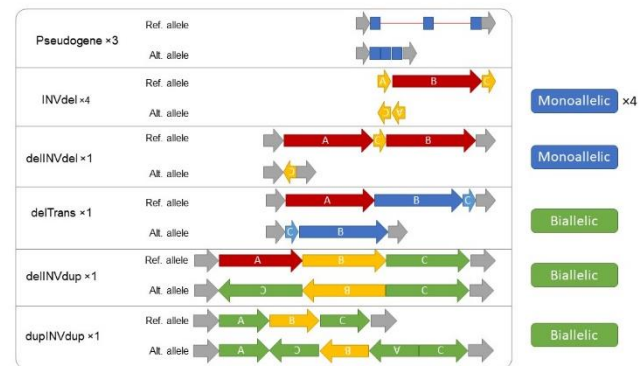 Ref. allele
Pseudogene ×3
Alt. allele
Ref. allele A B C
INVdel ×4
Monoallelic ×4
Alt. allele C A
Ref. allele A C B
delINVdel ×1
Monoallelic
Alt. allele C
Ref. allele A B C
delTrans ×1
Biallelic
Alt. allele C B
Ref. allele A B C
delINVdup ×1
Biallelic
Alt. allele C B C
Ref. allele A B C
dupINVdup ×1
Biallelic
Alt. allele A C B A C